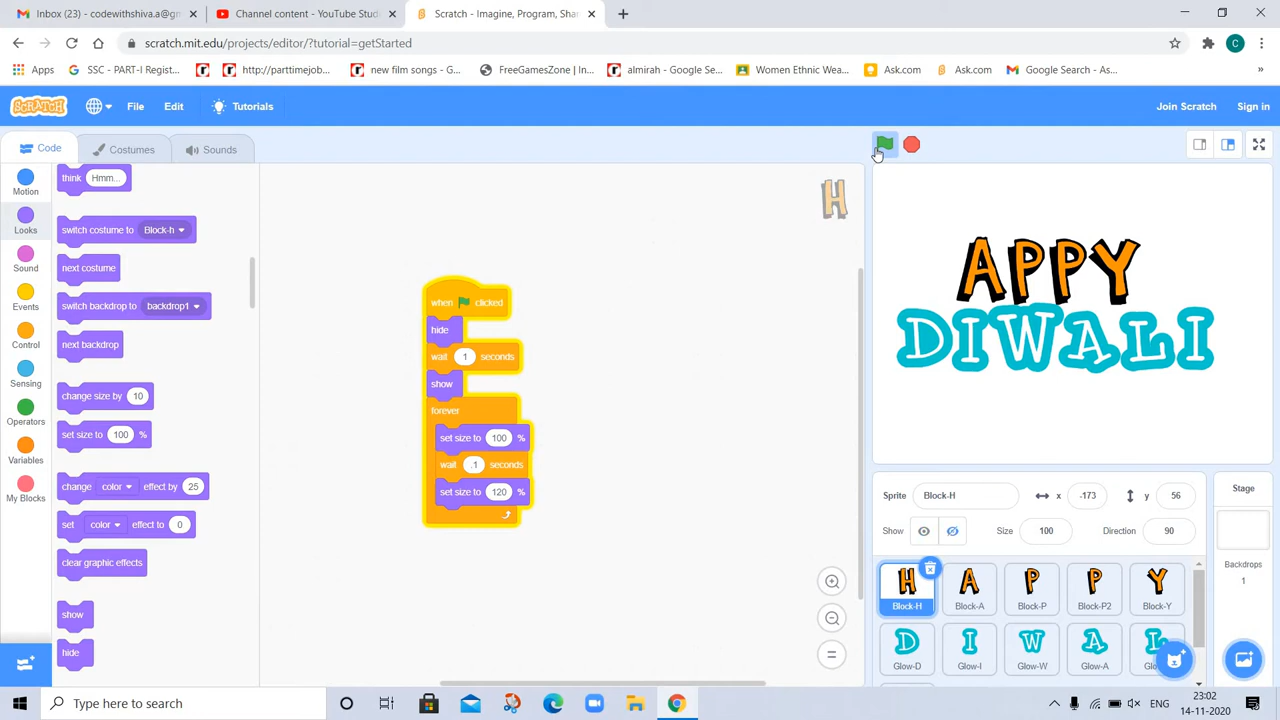 Inbox (23) - codewithshiva.a@gm
Channel content - YouTube Stud
Scratch - Imagine, Program, Shar
scratch.mit.edu/projects/editor/?tutorial=getStarted
C
Apps
SSC - PART-I Regist...
http://parttimejob...
new film songs - G...
FreeGamesZone | In...
almirah - Google Se...
Women Ethnic Wea...
Ask.com
Ask.com
Google Search - As...
SCRATCH
File
Edit
Tutorials
Join Scratch
Sign in
Code
Costumes
Sounds
Motion
Looks
Sound
Events
Control
Sensing
Operators
Variables
My Blocks
think Hmm...
switch costume to Block-h
next costume
switch backdrop to backdrop1
next backdrop
change size by 10
set size to 100 %
change color effect by 25
set color effect to 0
clear graphic effects
show
hide
when clicked
hide
wait 1 seconds
show
forever
set size to 100 %
wait .1 seconds
set size to 120 %
H
APPY
DIWALI
Sprite Block-H x -173 y 56
Show Size 100 Direction 90
Stage
Backdrops
1
H A P P Y
Block-H Block-A Block-P Block-P2 Block-Y
D I W A L
Glow-D Glow-I Glow-W Glow-A
Type here to search
ENG
23:02
14-11-2020